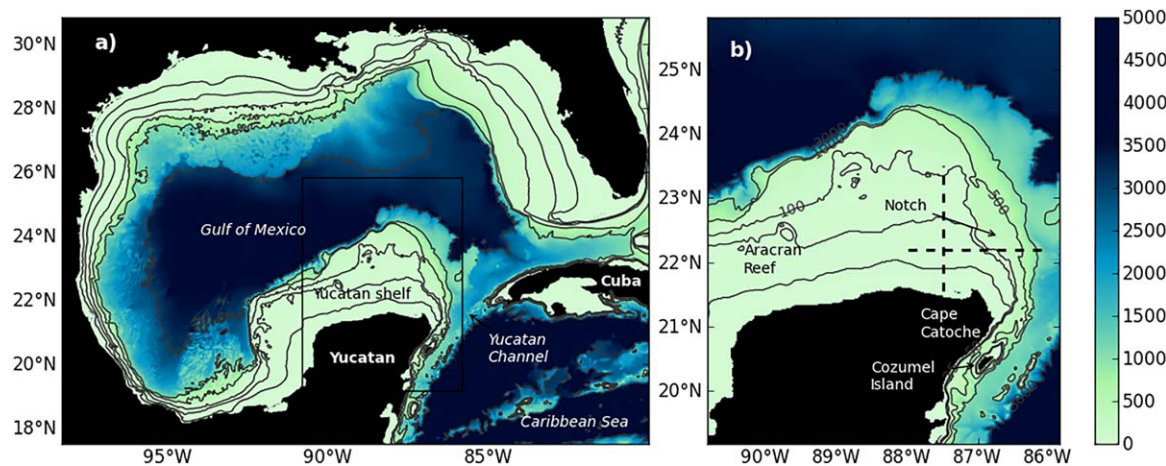 a)
30°N
28°N
26°N
24°N
22°N
20°N
18°N
95°W
90°W
85°W
Gulf of Mexico
Yucatan shelf
Yucatan
Cuba
Yucatan
Channel
Caribbean Sea
b)
25°N
24°N
23°N
22°N
21°N
20°N
90°W
89°W
88°W
87°W
86°W
100
500
Notch
Aracran
Reef
Cape
Catoche
Cozumel
Island
5000
4500
4000
3500
3000
2500
2000
1500
1000
500
0